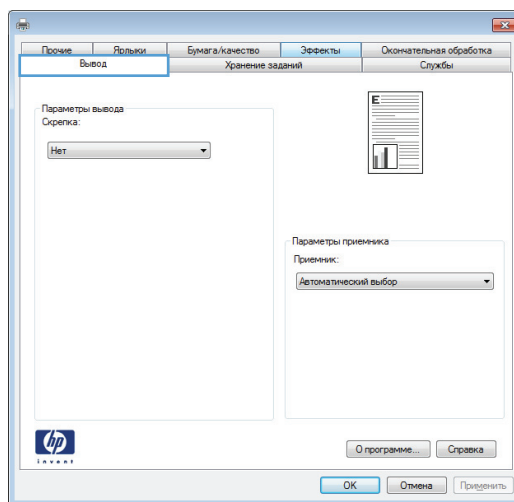 Прочие Ярлыки Бумага/качество Эффекты Окончательная обработка
Вывод Хранение заданий Службы
Параметры вывода
Скрепка:
Нет
E
Параметры приемника
Приемник:
Автоматический выбор
hp
invent
О программе... Справка
OK Отмена Применить